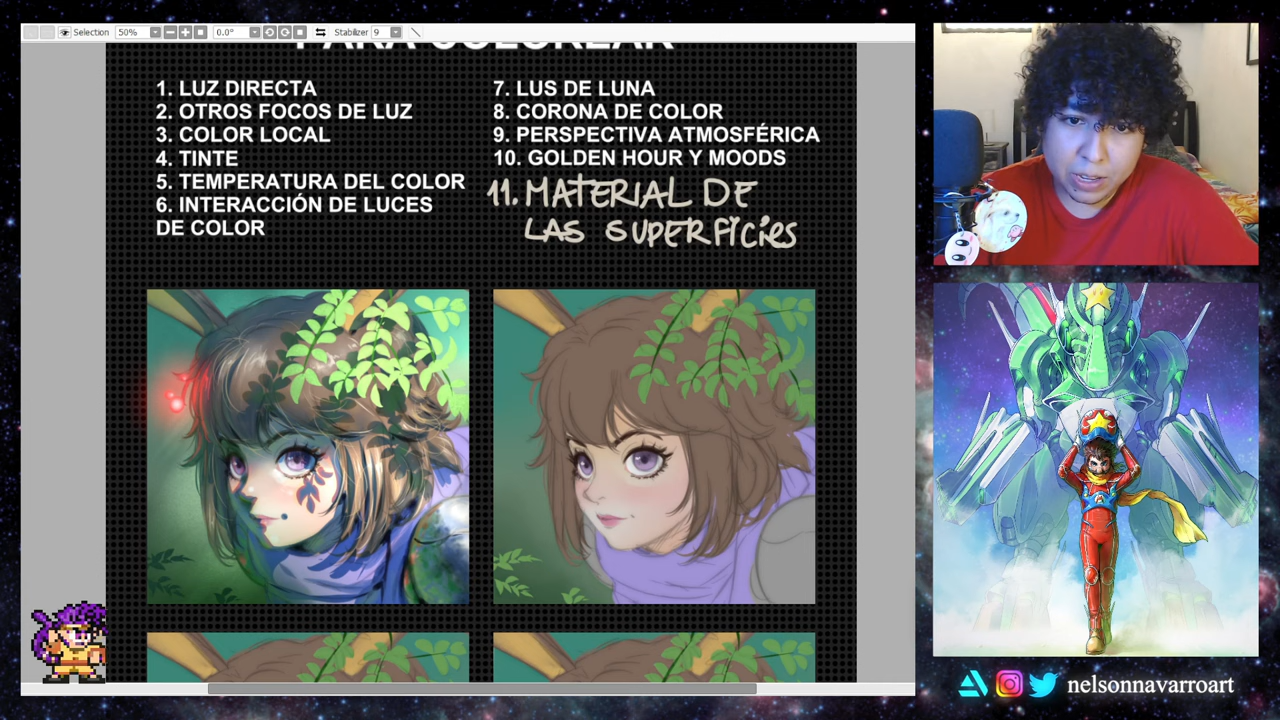 Selection
50%
0.0°
Stabilizer
9
PARA COLOREAR
1. LUZ DIRECTA
2. OTROS FOCOS DE LUZ
3. COLOR LOCAL
4. TINTE
5. TEMPERATURA DEL COLOR
6. INTERACCIÓN DE LUCES
DE COLOR
7. LUS DE LUNA
8. CORONA DE COLOR
9. PERSPECTIVA ATMOSFÉRICA
10. GOLDEN HOUR Y MOODS
11. MATERIAL DE
LAS SUPERFICIES
nelsonnavarroart